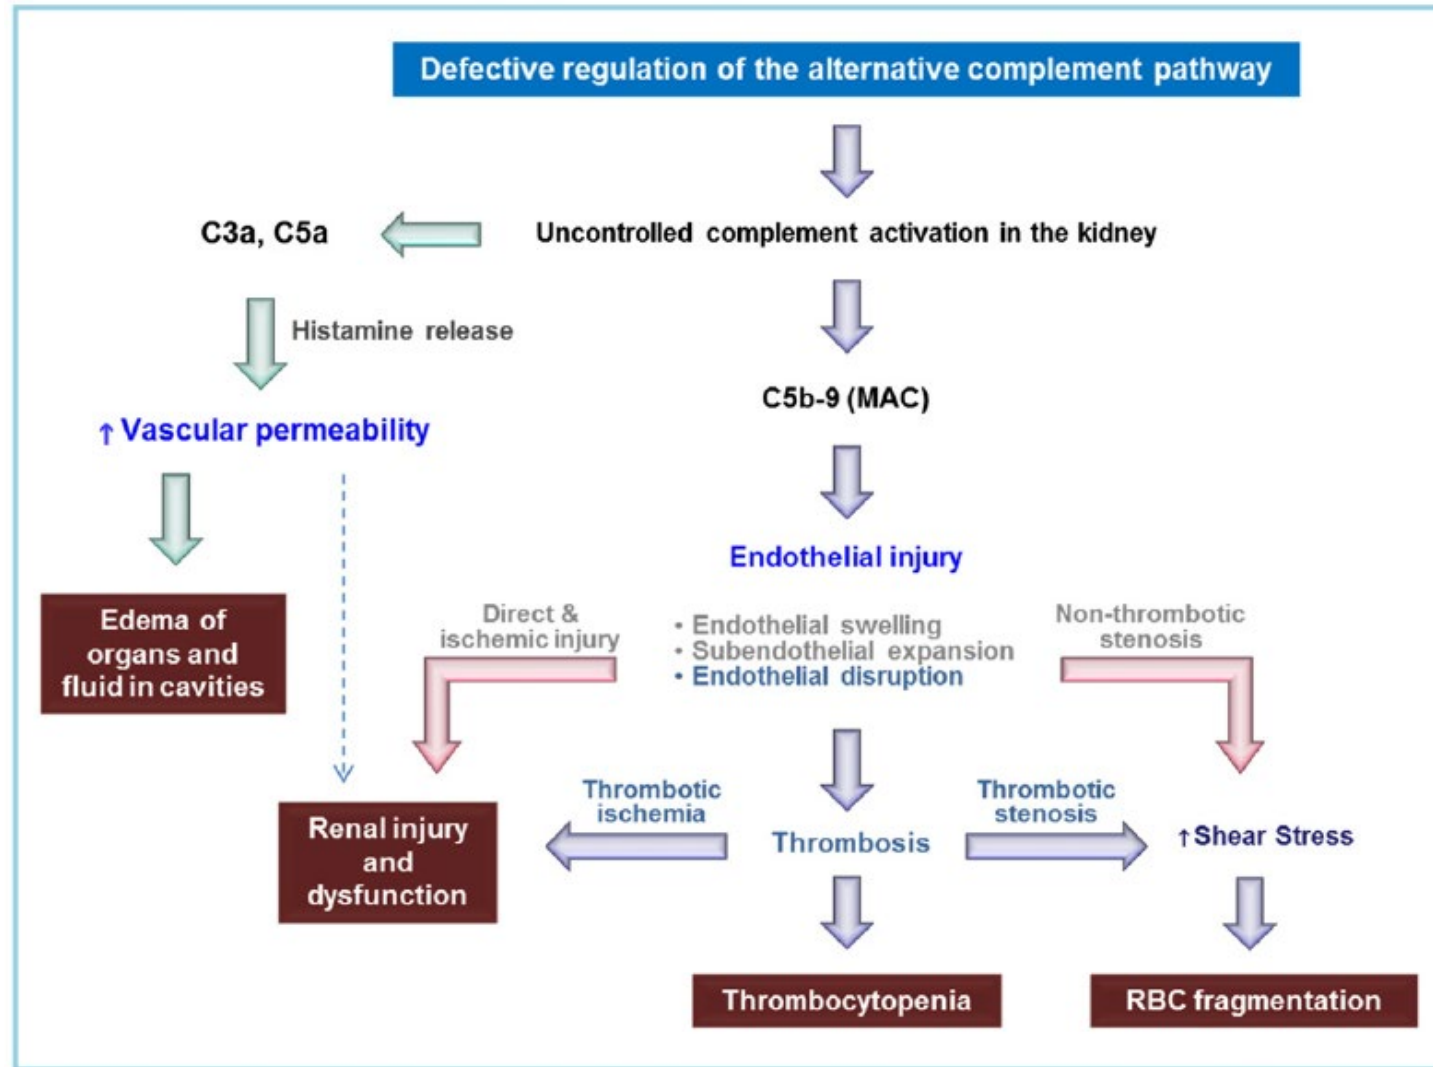 Defective regulation of the alternative complement pathway
C3a, C5a
Uncontrolled complement activation in the kidney
Histamine release
C5b-9 (MAC)
↑ Vascular permeability
Endothelial injury
Edema of
organs and
fluid in cavities
Direct &
ischemic injury
• Endothelial swelling
• Subendothelial expansion
• Endothelial disruption
Non-thrombotic
stenosis
Renal injury
and
dysfunction
Thrombotic
ischemia
Thrombosis
Thrombotic
stenosis
↑Shear Stress
Thrombocytopenia
RBC fragmentation